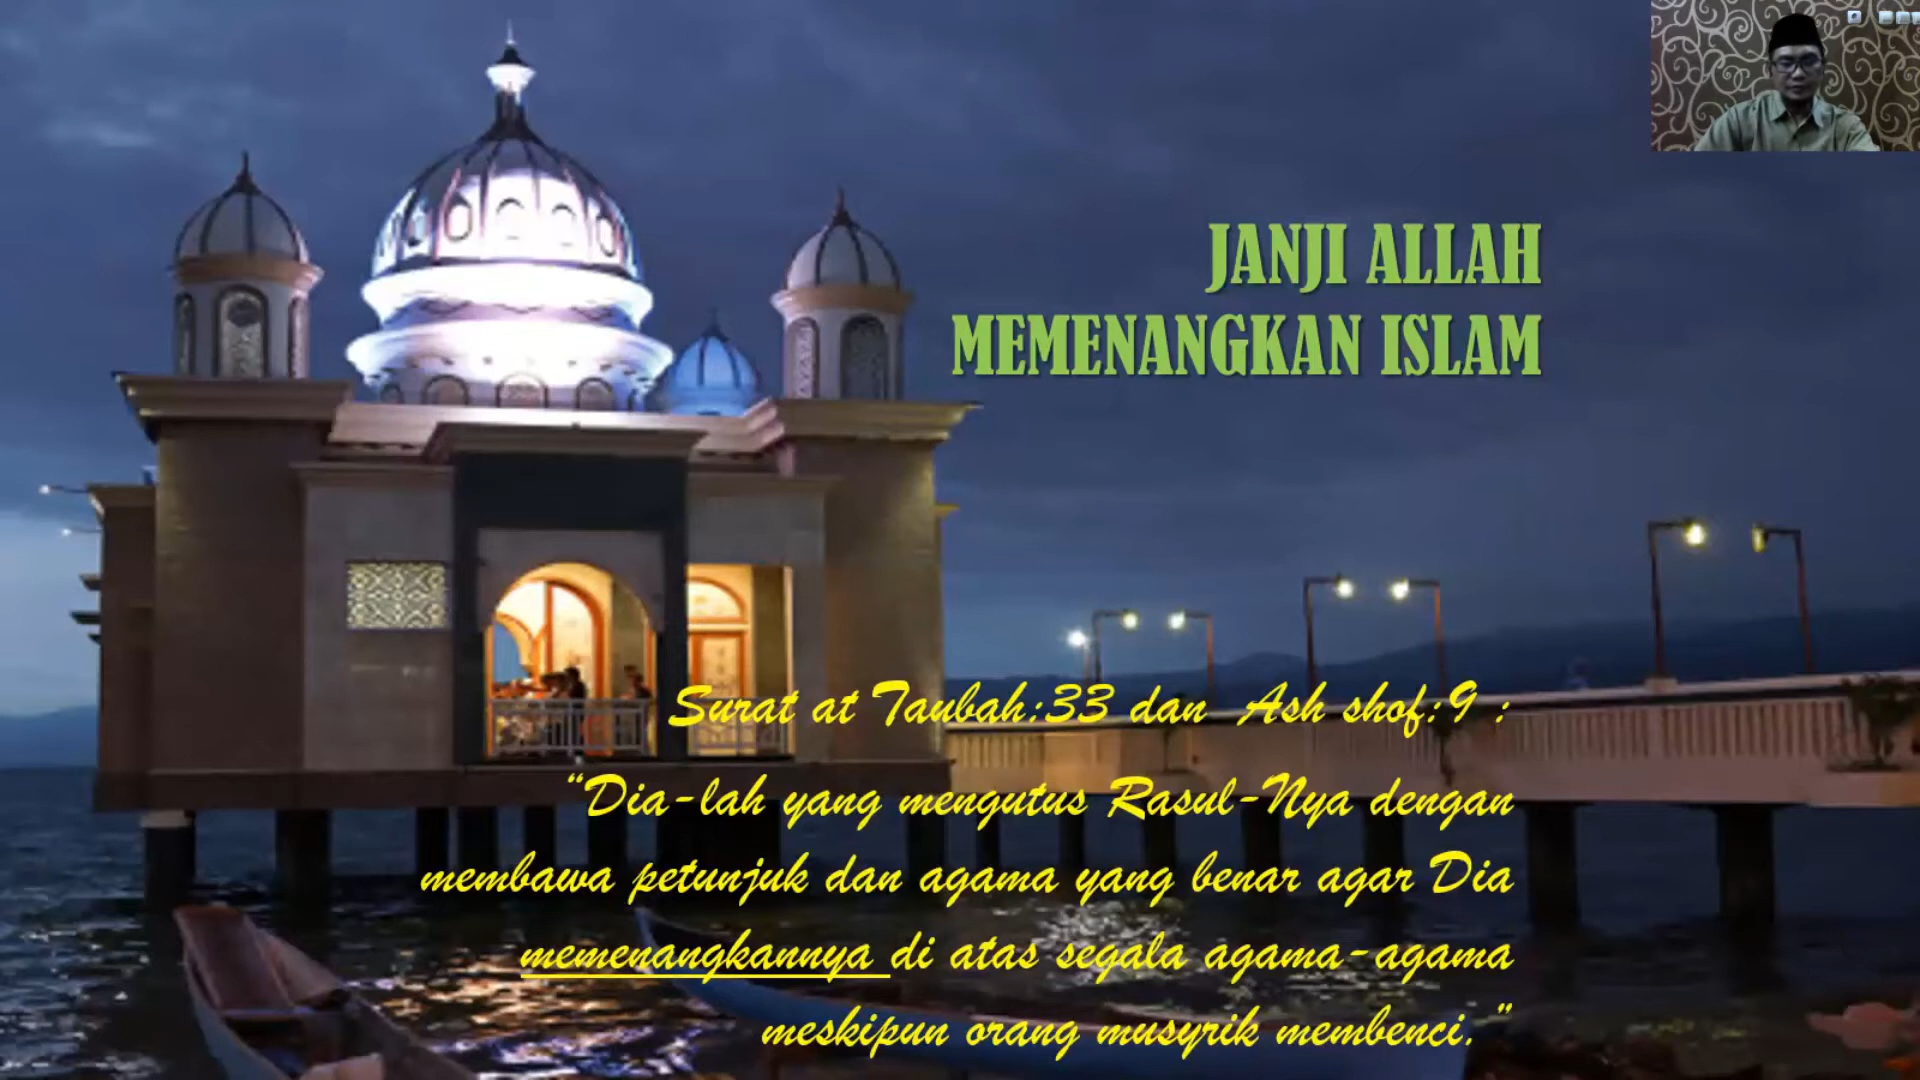 JANJI ALLAH
MEMENANGKAN ISLAM
Surat at Taubah:33 dan Ash shof:9 :
“Dia-lah yang mengutus Rasul-Nya dengan
membawa petunjuk dan agama yang benar agar Dia
memenangkannya di atas segala agama-agama
meskipun orang musyrik membenci.”